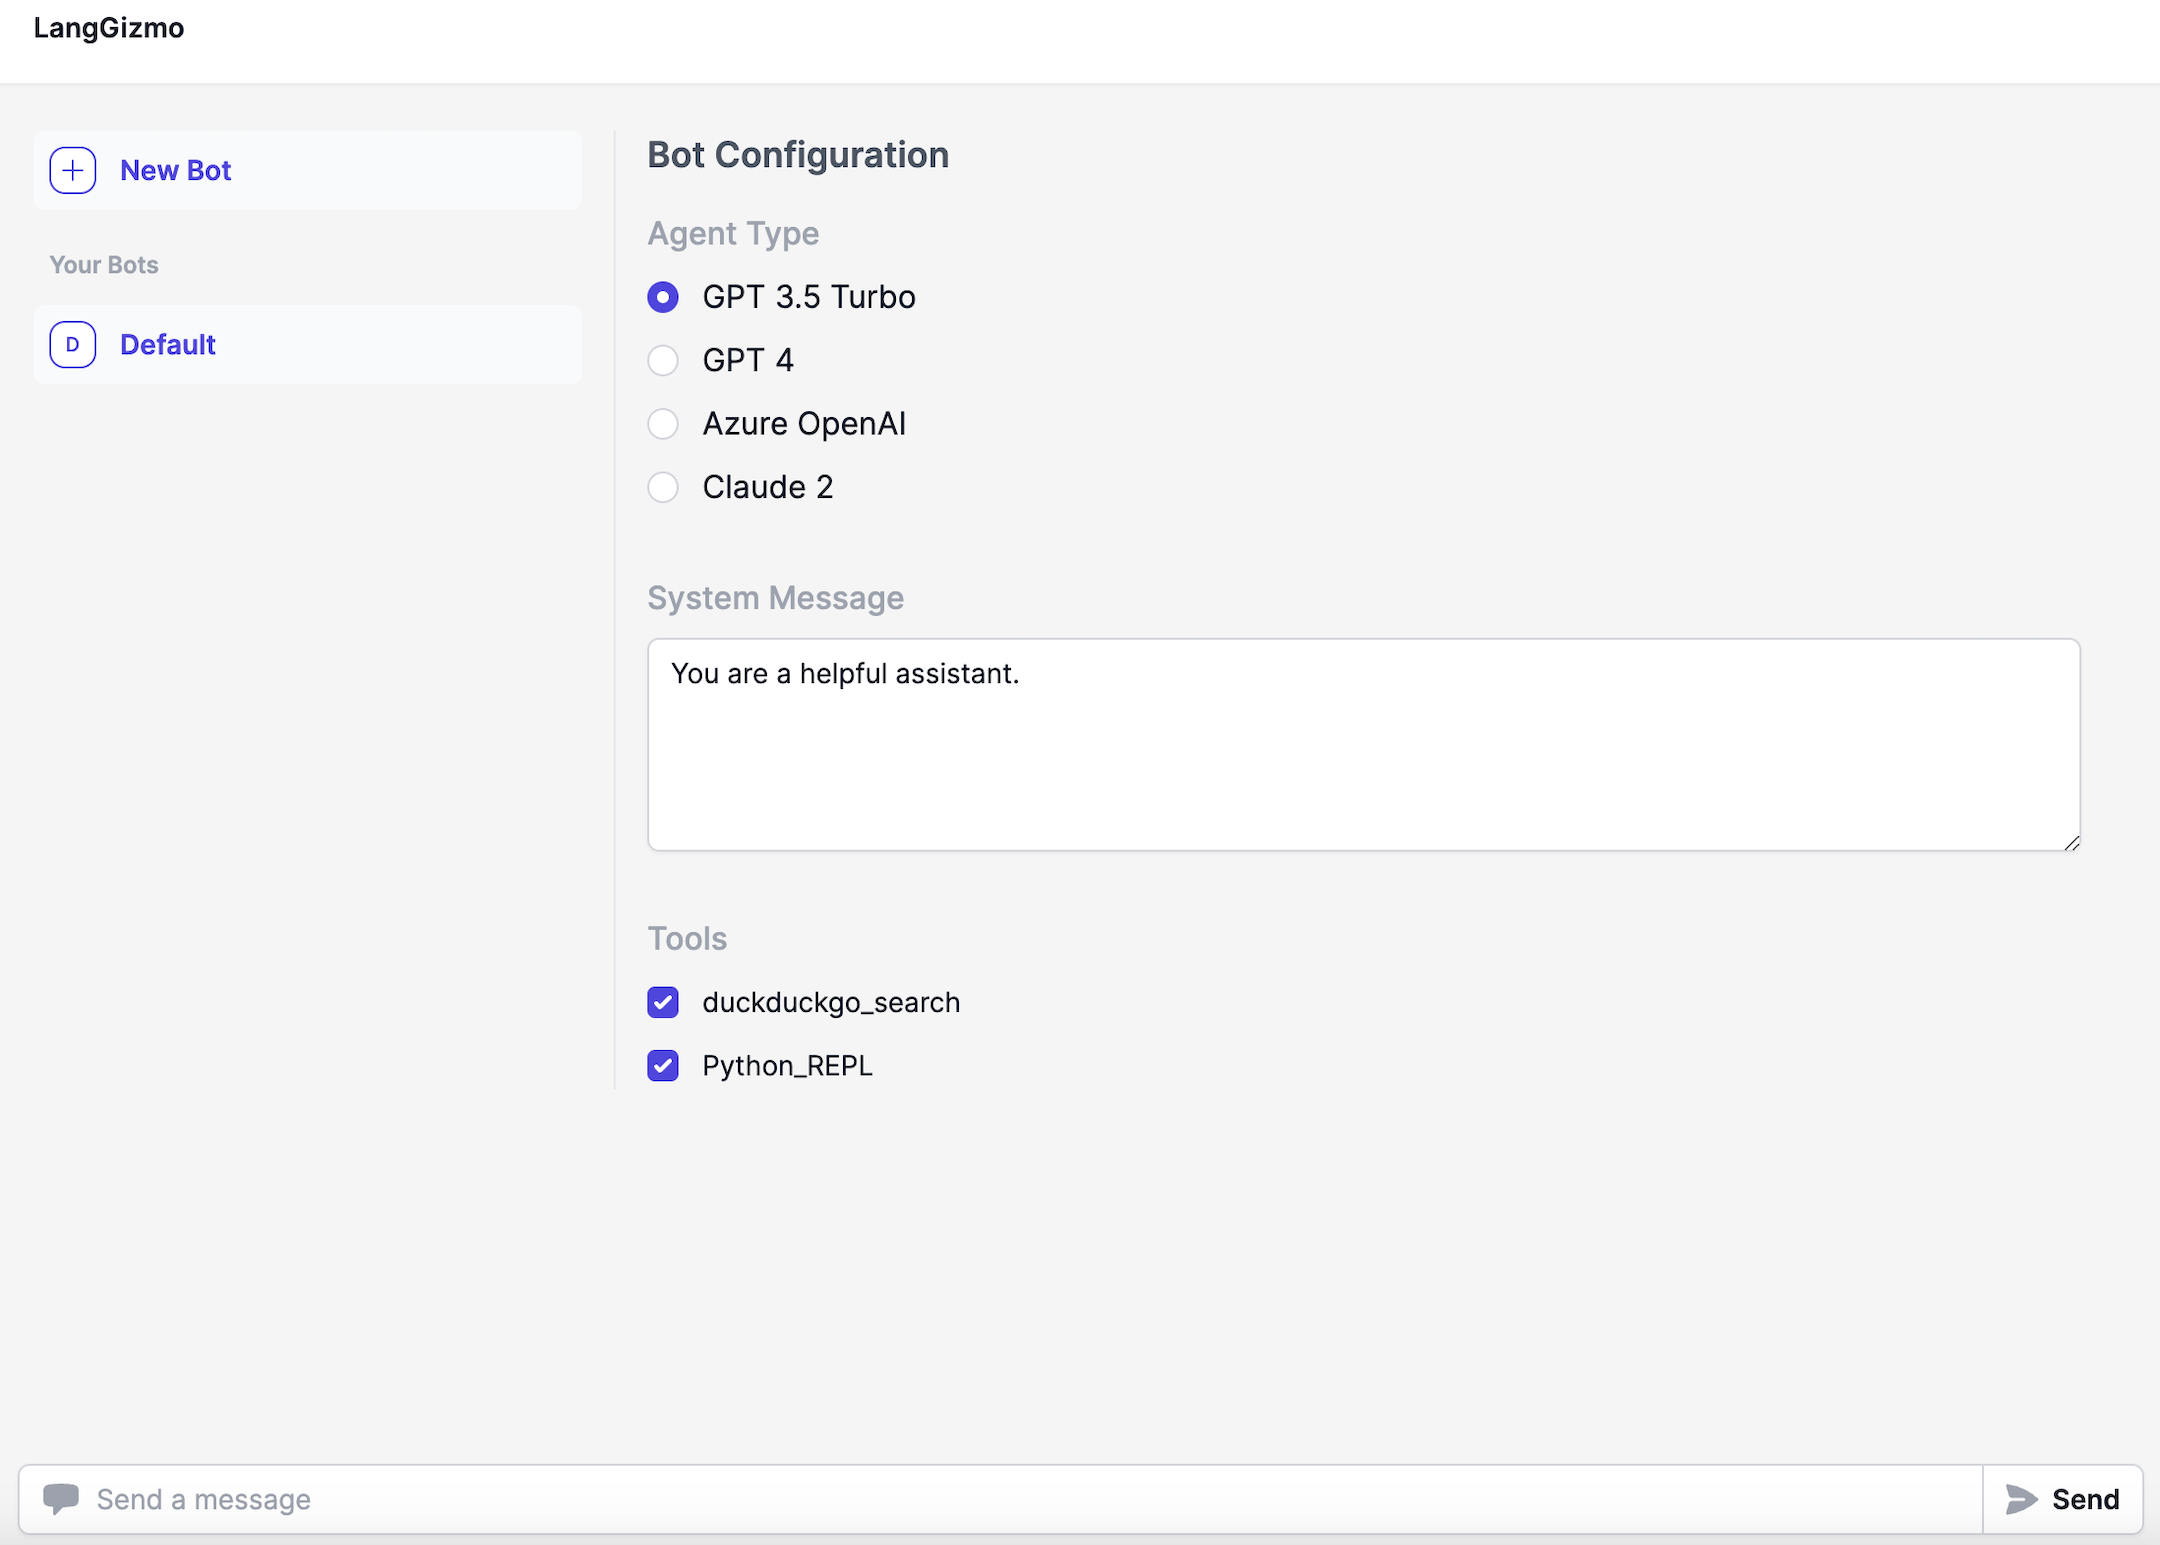 LangGizmo
New Bot
Your Bots
D
Default
Bot Configuration
Agent Type
GPT 3.5 Turbo
GPT 4
Azure OpenAI
Claude 2
System Message
You are a helpful assistant.
Tools
duckduckgo_search
Python_REPL
Send a message
Send